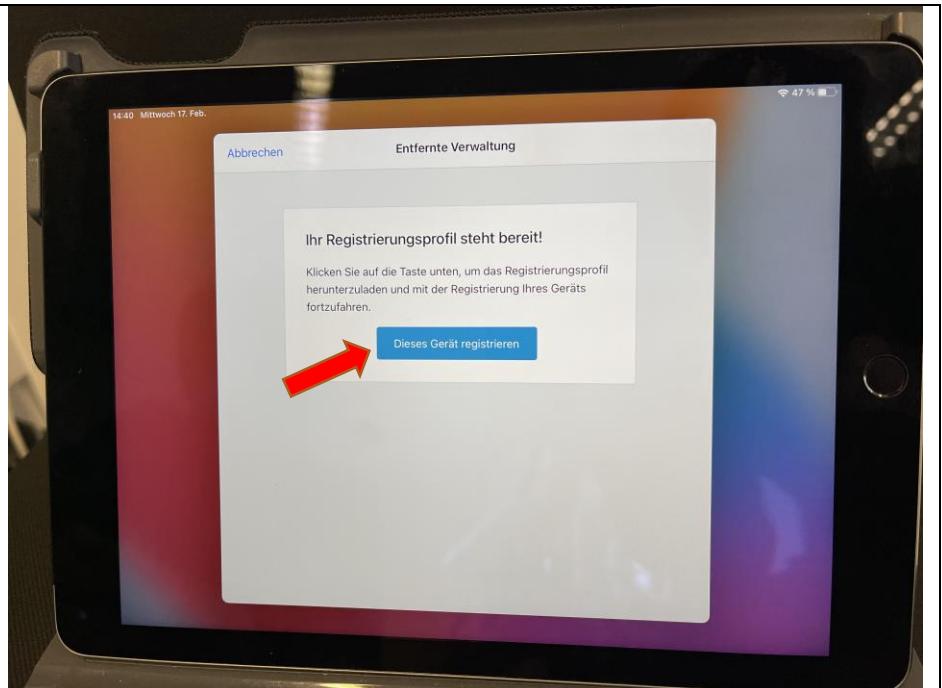 14:40 Mittwoch 17. Feb.
47 %
Abbrechen
Entfernte Verwaltung
Ihr Registrierungsprofil steht bereit!
Klicken Sie auf die Taste unten, um das Registrierungsprofil
herunterzuladen und mit der Registrierung Ihres Geräts
fortzufahren.
Dieses Gerät registrieren